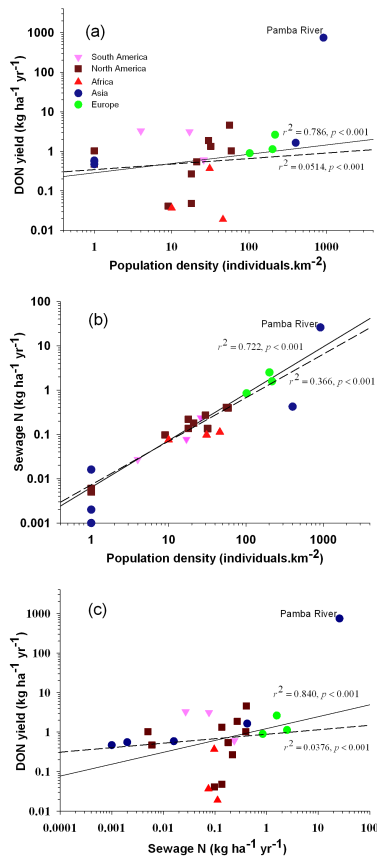 (a)
Pamba River
South America
North America
Africa
Asia
Europe
r² = 0.786, p < 0.001
r² = 0.0514, p < 0.001
DON yield (kg ha⁻¹ yr⁻¹)
1000
100
10
1
0.1
0.01
1 10 100 1000
Population density (individuals.km⁻²)
(b)
Pamba River
r² = 0.722, p < 0.001
r² = 0.366, p < 0.001
Sewage N (kg ha⁻¹ yr⁻¹)
100
10
1
0.1
0.01
0.001
1 10 100 1000
Population density (individuals.km⁻²)
(c)
Pamba River
r² = 0.840, p < 0.001
r² = 0.0376, p < 0.001
DON yield (kg ha⁻¹ yr⁻¹)
1000
100
10
1
0.1
0.01
0.0001 0.001 0.01 0.1 1 10 100
Sewage N (kg ha⁻¹ yr⁻¹)